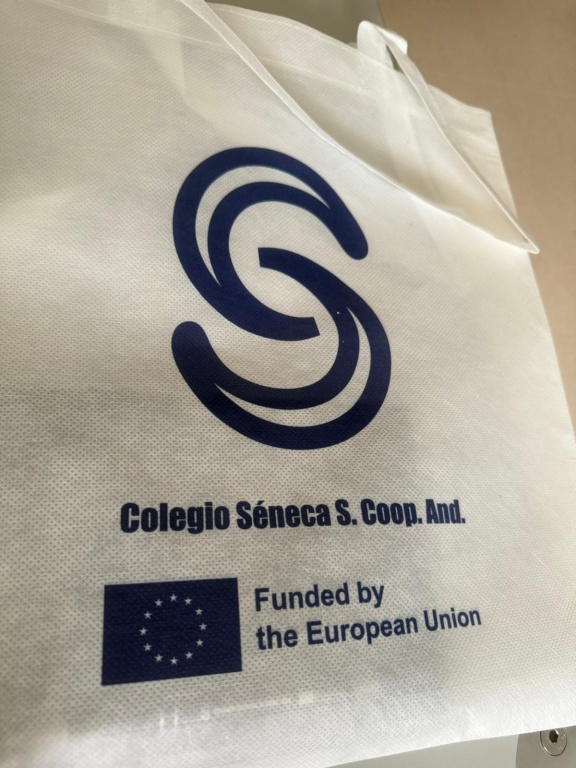 Colegio Séneca S. Coop. And.
Funded by
the European Union